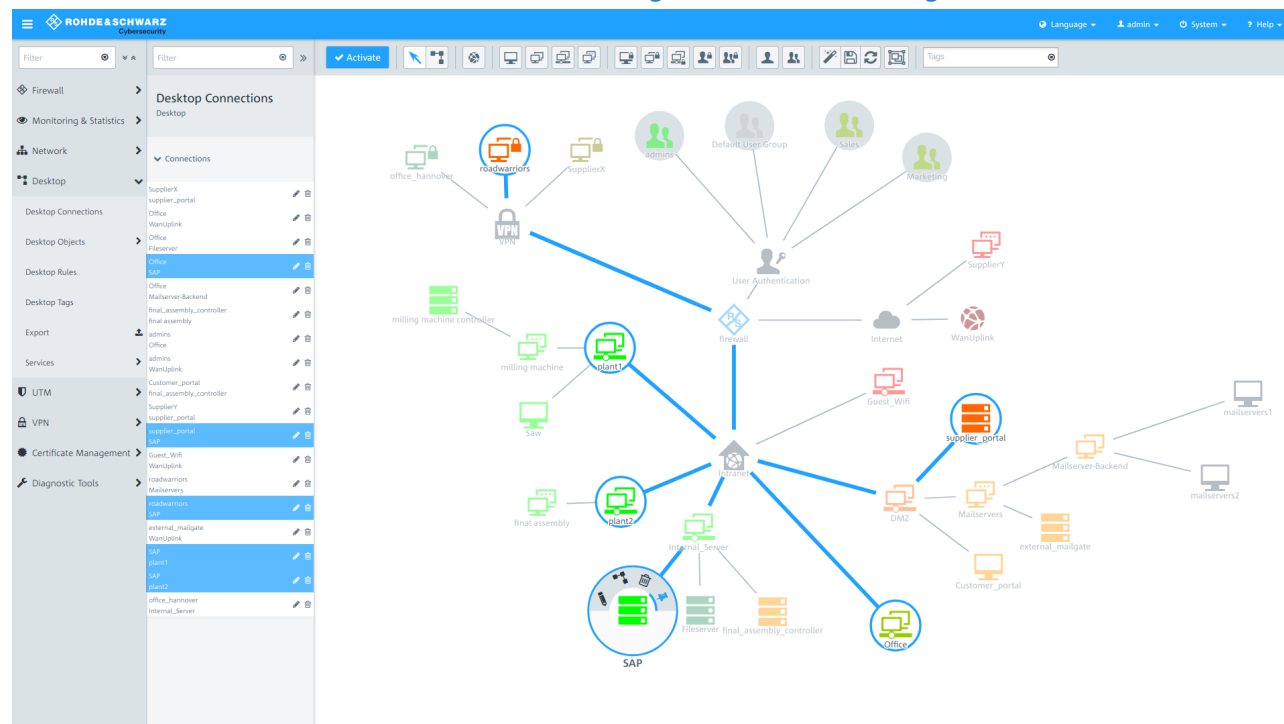 ROHDE & SCHWARZ
Cybersecurity
Language
admin
System
? Help
Filter
Filter
Activate
Tags
Firewall
Monitoring & Statistics
Network
Desktop
Desktop Connections
Desktop Objects
Desktop Rules
Desktop Tags
Export
Services
UTM
VPN
Certificate Management
Diagnostic Tools
Desktop Connections
Desktop
Connections
SupplierX
supplier_portal
Office
WanUplink
Office
Fileserver
Office
SAP
Office
Mailserver-Backend
final_assembly_controller
final assembly
admins
Office
admins
WanUplink
Customer_portal
final_assembly_controller
SupplierY
supplier_portal
supplier_portal
SAP
Guest_Wifi
WanUplink
roadwarriors
Mailservers
roadwarriors
SAP
external_mailgate
WanUplink
SAP
plant1
SAP
plant2
office_hannover
Internal_Server
office_hannover
roadwarriors
SupplierX
admins
Default User Group
Sales
Marketing
VPN
VPN
User Authentication
SupplierY
milling machine controller
R&S
firewall
Internet
WanUplink
milling machine
plant1
Guest_Wifi
Saw
supplier_portal
mailservers1
Intranet
Mailserver-Backend
mailservers2
final assembly
plant2
DMZ
Mailservers
Internal_Server
external_mailgate
Customer_portal
Fileserver
final_assembly_controller
Office
SAP